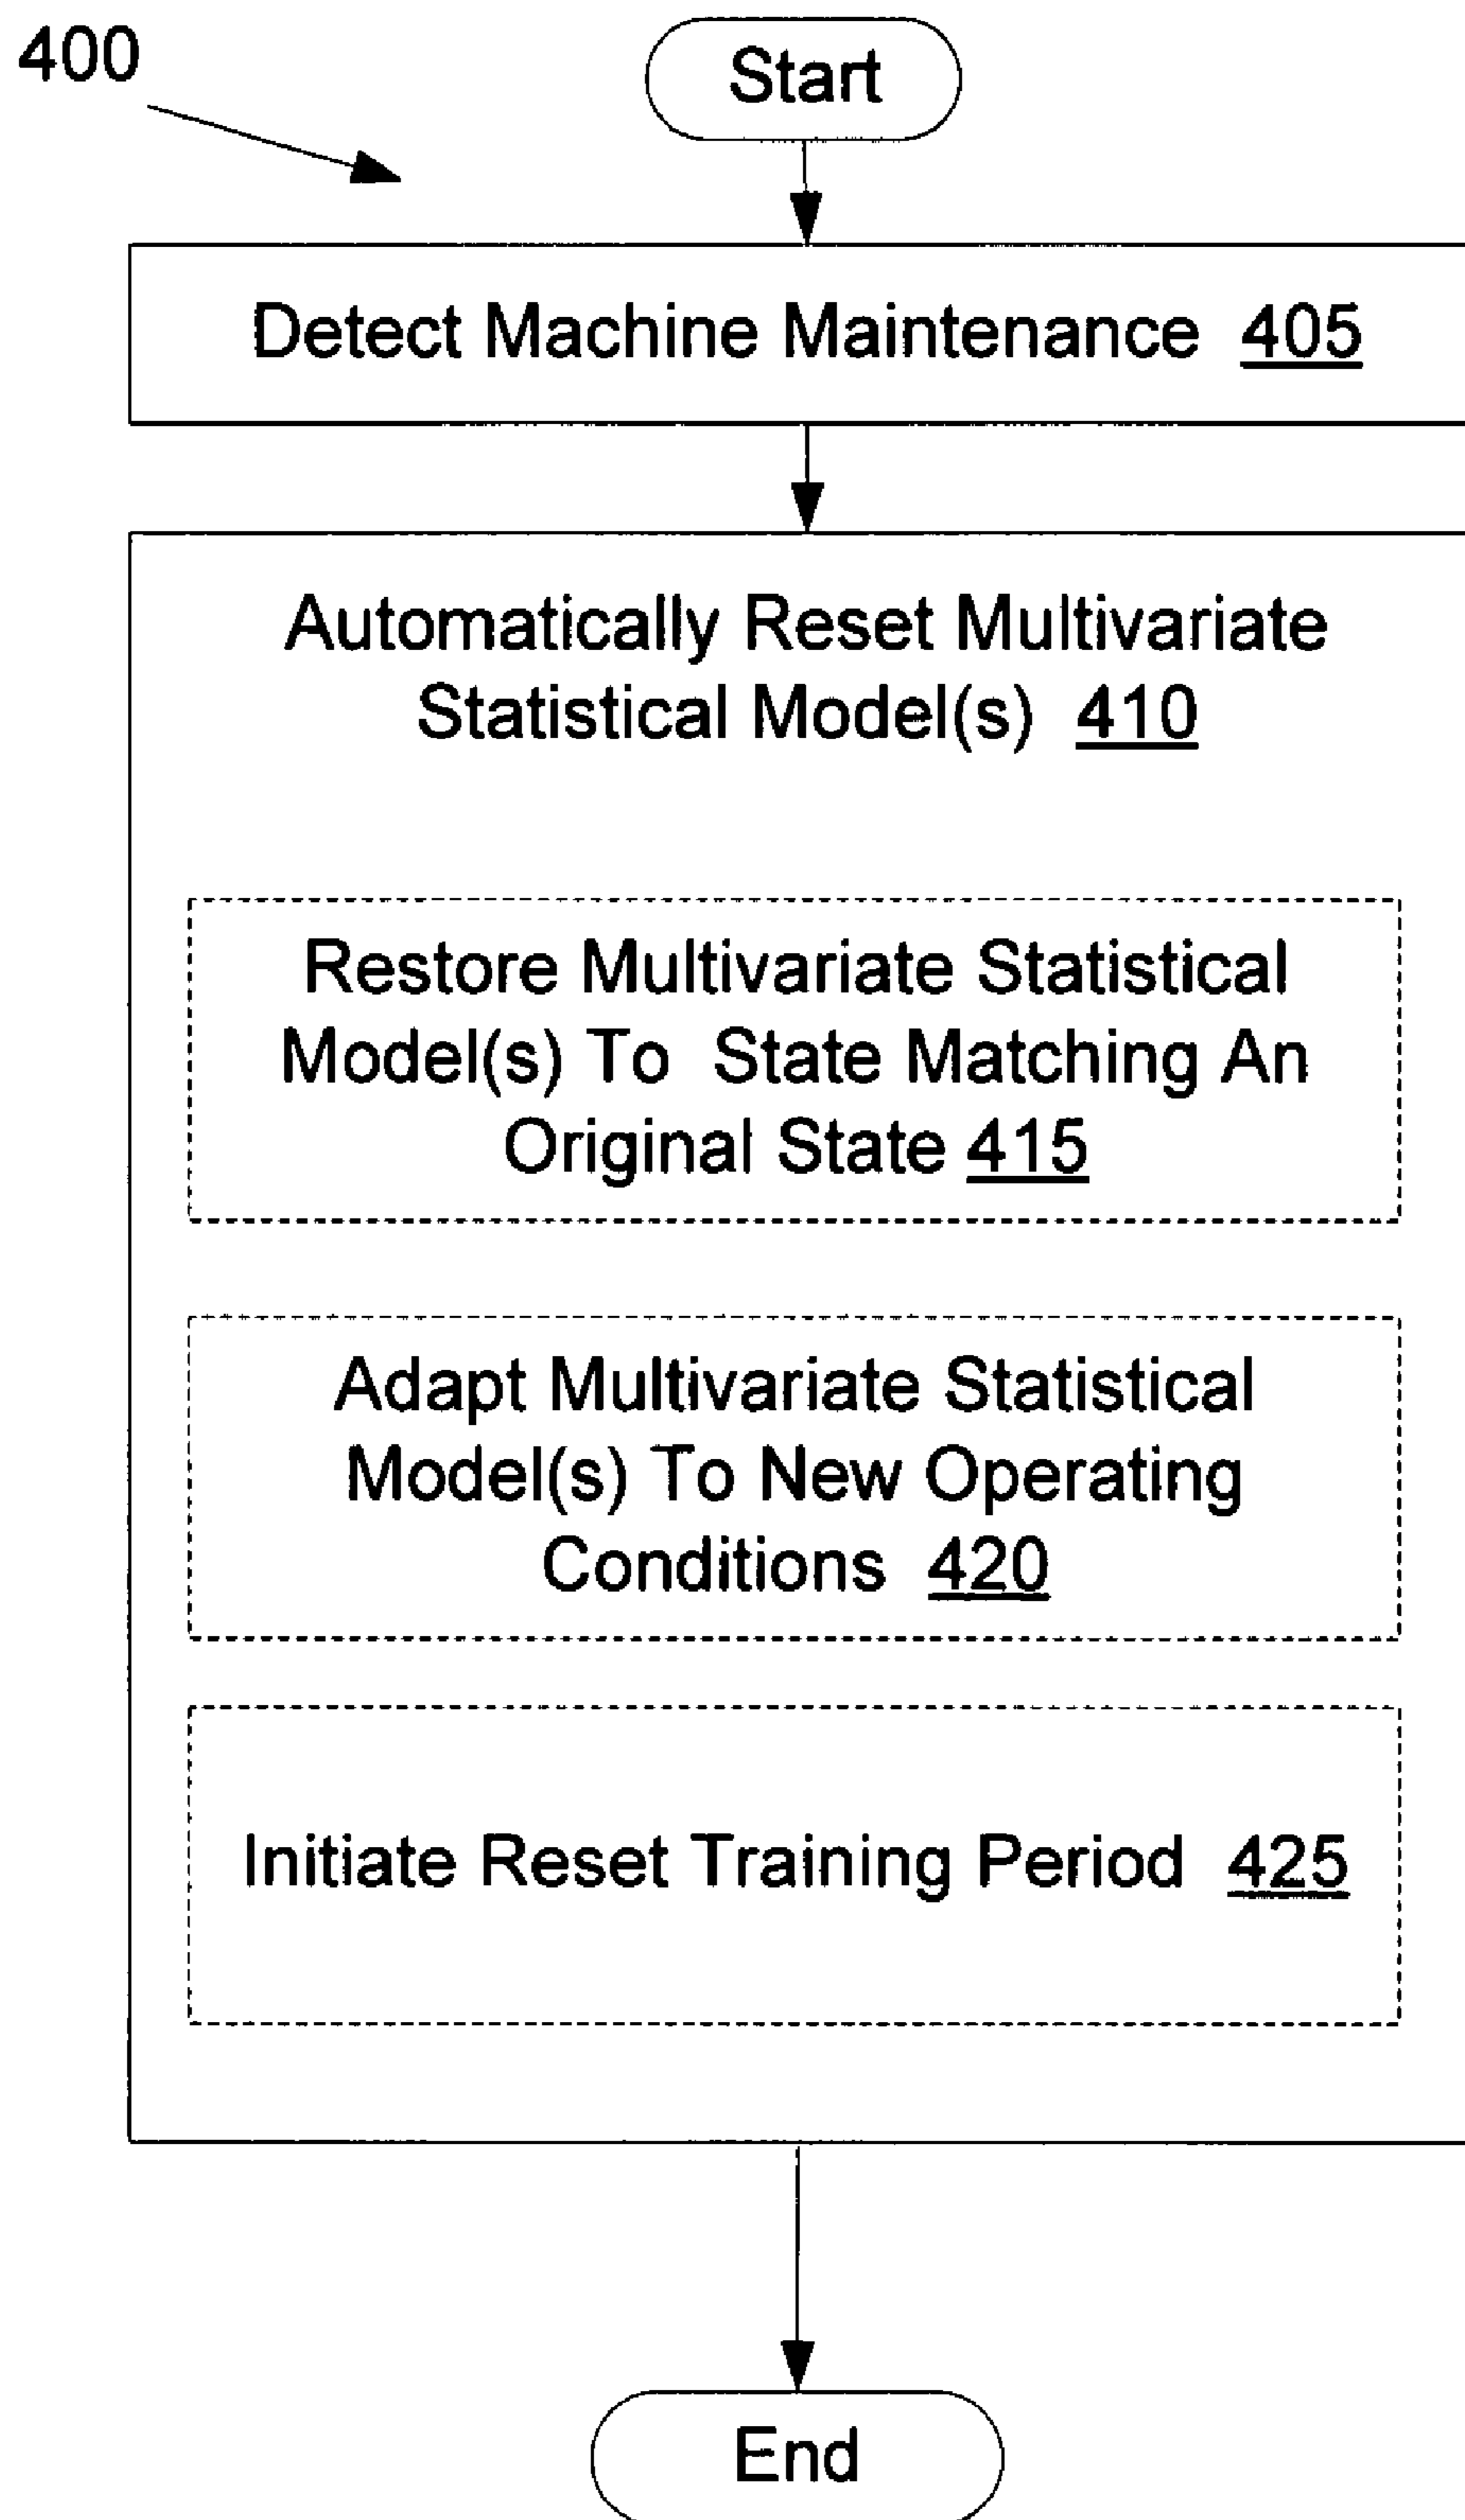 400
Start
Detect Machine Maintenance 405
Automatically Reset Multivariate
Statistical Model(s) 410
Restore Multivariate Statistical
Model(s) To State Matching An
Original State 415
Adapt Multivariate Statistical
Model(s) To New Operating
Conditions 420
Initiate Reset Training Period 425
End